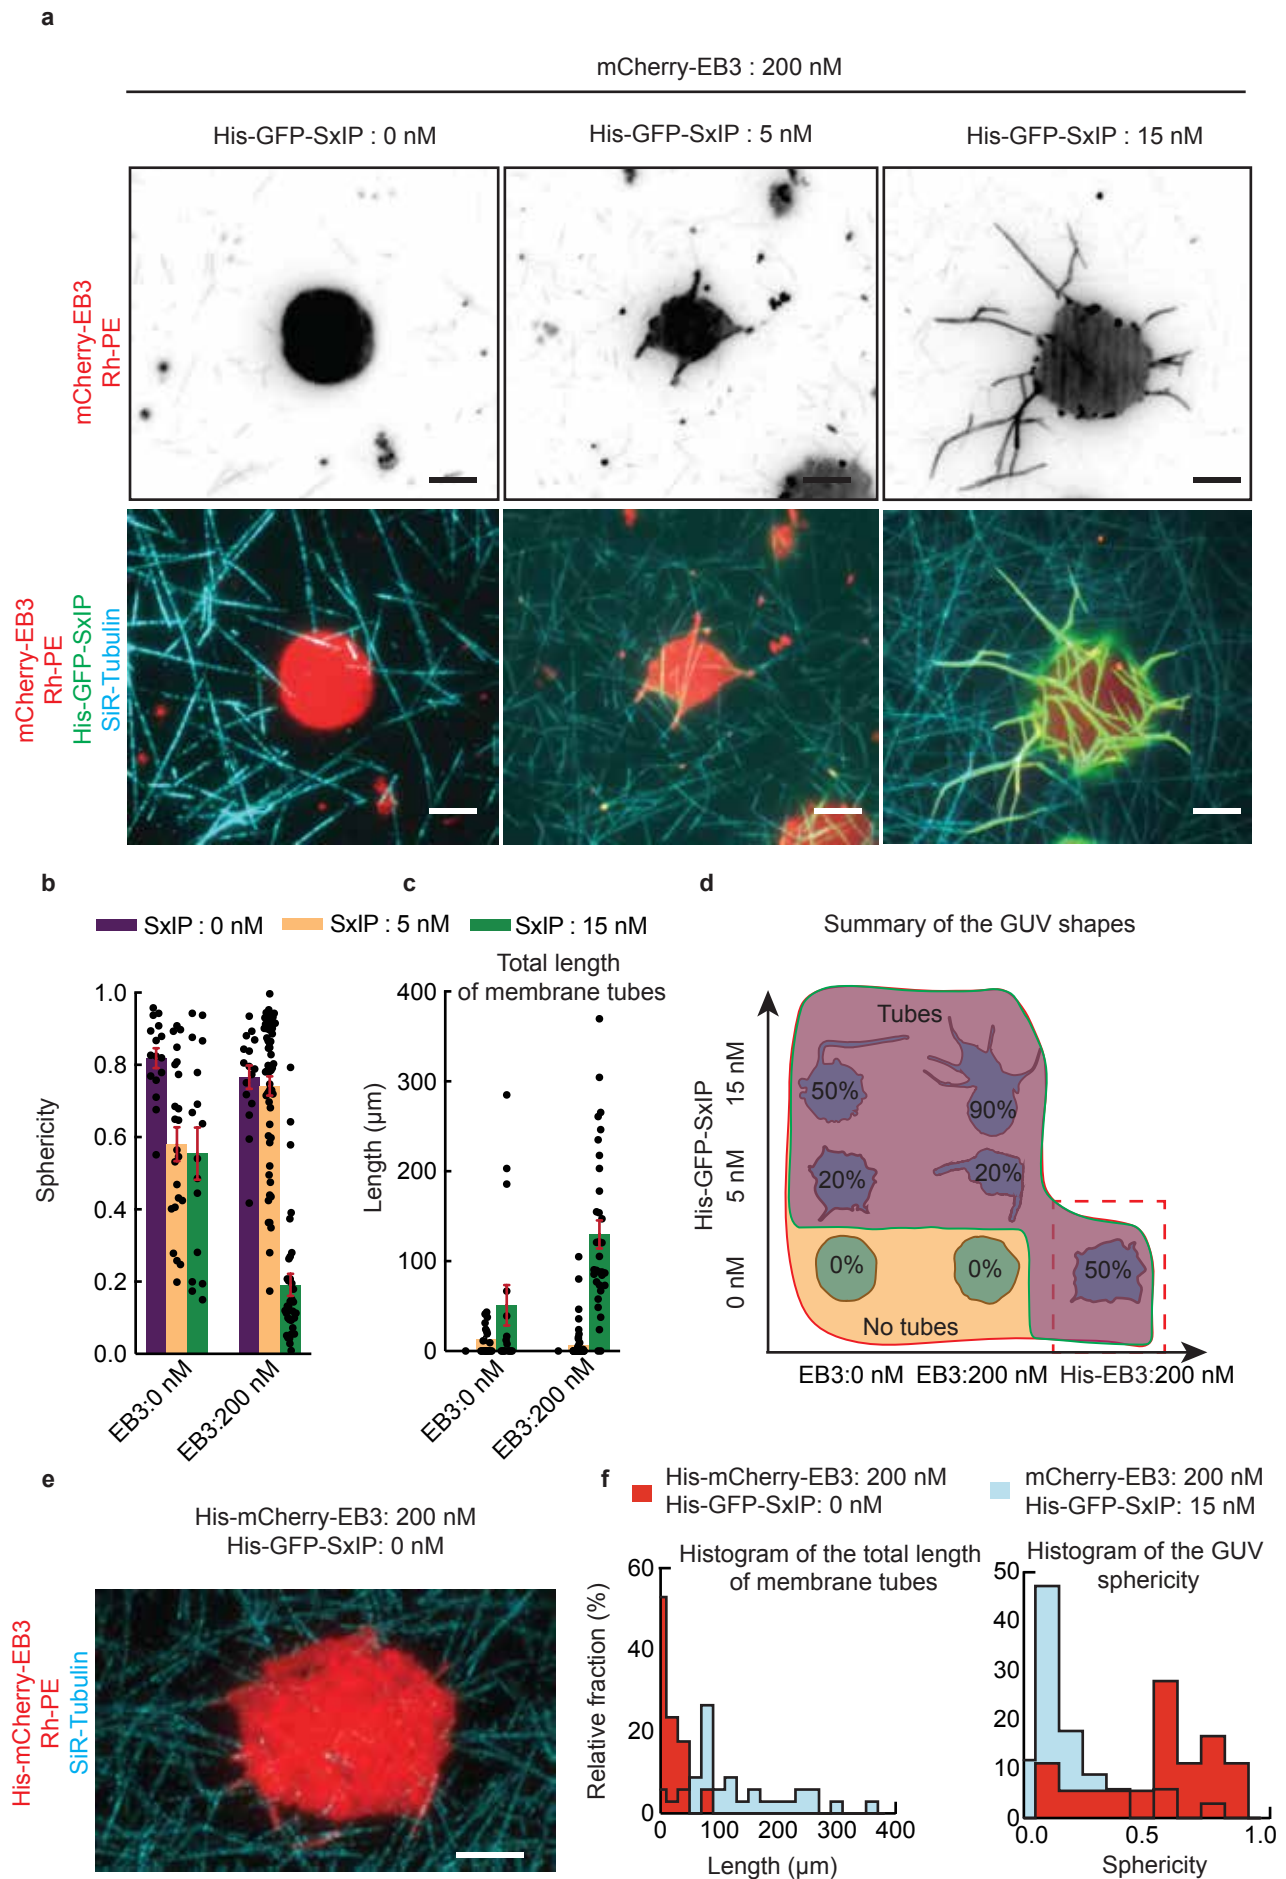 a
mCherry-EB3 : 200 nM
His-GFP-SxIP : 0 nM
His-GFP-SxIP : 5 nM
His-GFP-SxIP : 15 nM
mCherry-EB3
Rh-PE
mCherry-EB3
Rh-PE
His-GFP-SxIP
SiR-Tubulin
b
c
d
SxIP : 0 nM
SxIP : 5 nM
SxIP : 15 nM
Sphericity
1.0
0.8
0.6
0.4
0.2
0.0
EB3:0 nM
EB3:200 nM
Total length
of membrane tubes
Length (µm)
400
300
200
100
0
EB3:0 nM
EB3:200 nM
Summary of the GUV shapes
His-GFP-SxIP
15 nM
5 nM
0 nM
Tubes
50%
90%
20%
20%
0%
0%
50%
No tubes
EB3:0 nM
EB3:200 nM
His-EB3:200 nM
e
His-mCherry-EB3: 200 nM
His-GFP-SxIP: 0 nM
His-mCherry-EB3
Rh-PE
SiR-Tubulin
f
His-mCherry-EB3: 200 nM
His-GFP-SxIP: 0 nM
mCherry-EB3: 200 nM
His-GFP-SxIP: 15 nM
Histogram of the total length
of membrane tubes
Relative fraction (%)
60
40
20
0
0
100
200
300
400
Length (µm)
Histogram of the GUV
sphericity
50
40
30
20
10
0
0.0
0.5
1.0
Sphericity